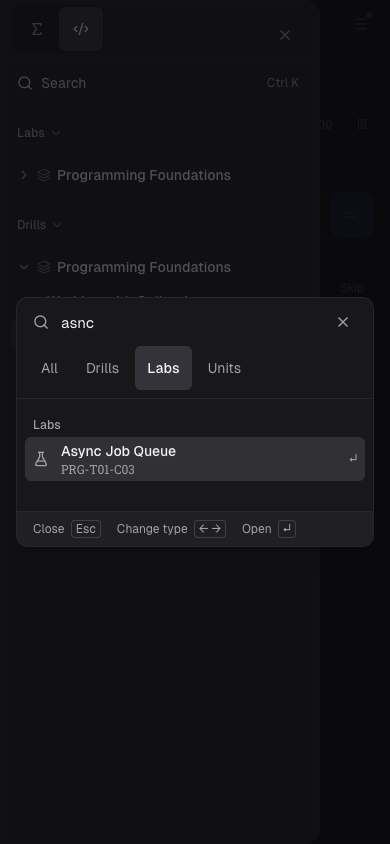 Σ </>
Search Ctrl K
00
Labs
Programming Foundations
Drills
Programming Foundations
Skip
asnc
All Drills Labs Units
Labs
Async Job Queue
PRG-T01-C03
Close Esc Change type ← → Open ↵